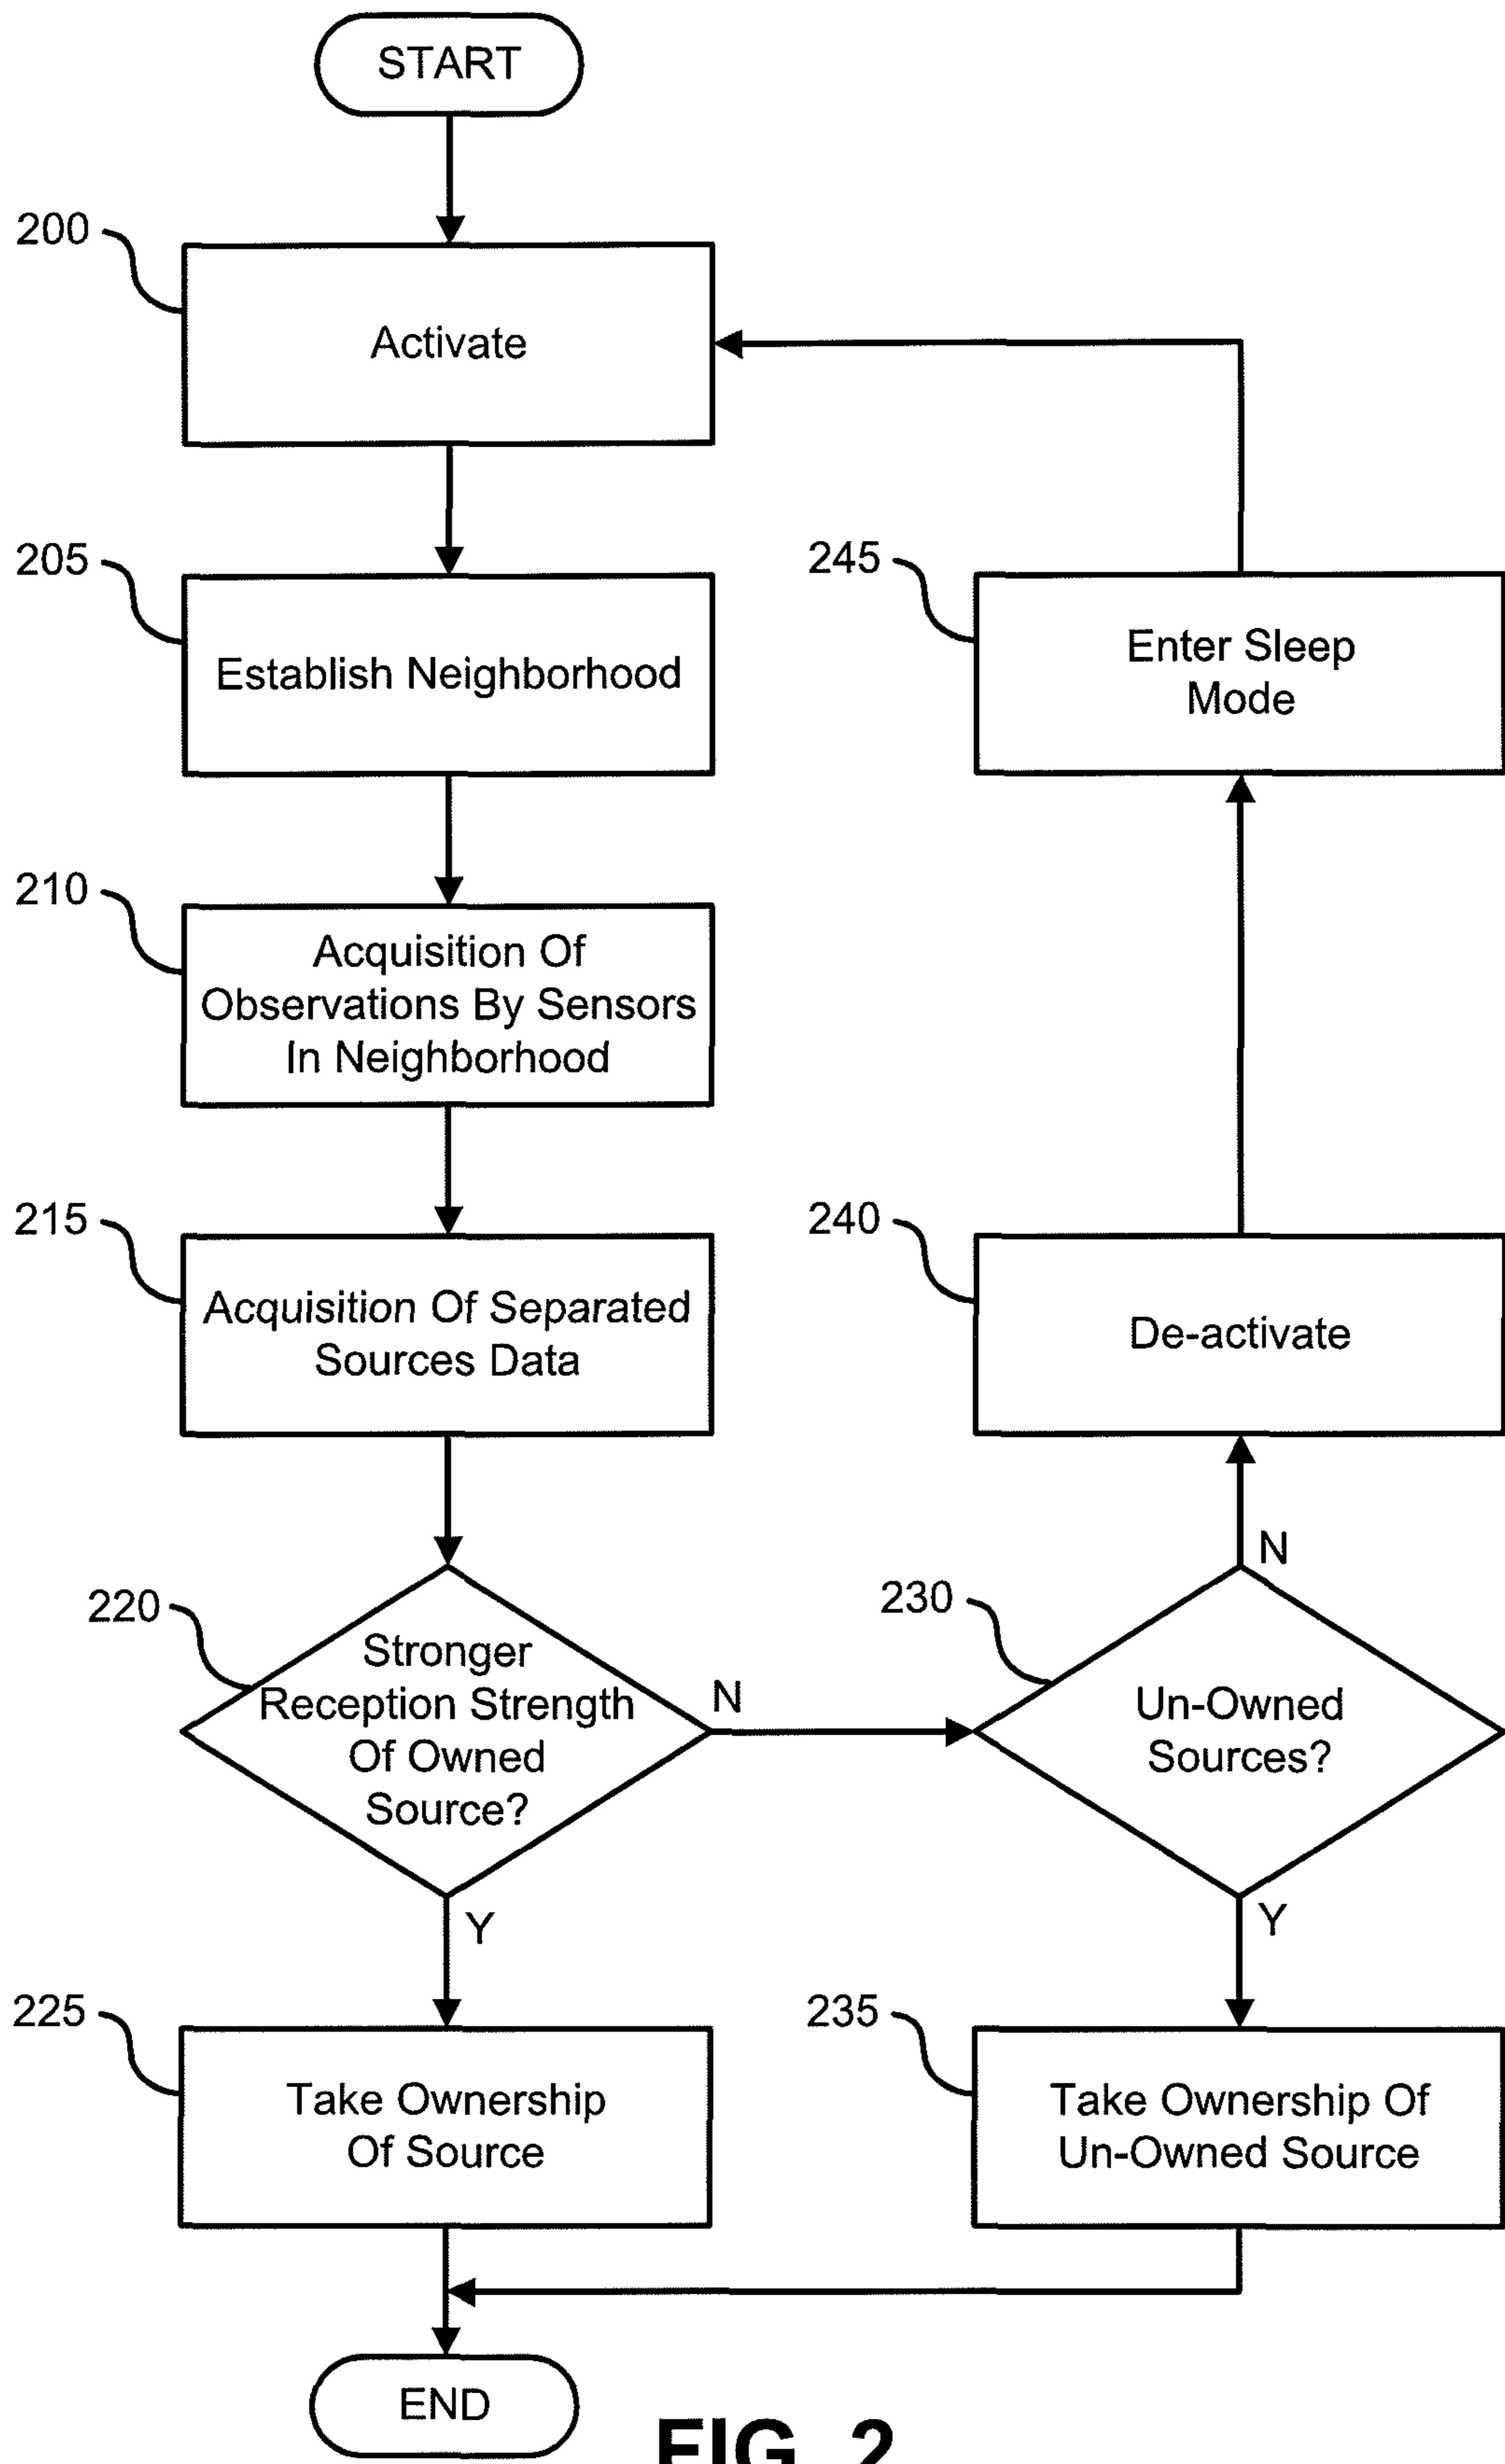 START
200
Activate
205
Establish Neighborhood
245
Enter Sleep
Mode
210
Acquisition Of
Observations By Sensors
In Neighborhood
215
Acquisition Of Separated
Sources Data
240
De-activate
220
Stronger
Reception Strength
Of Owned
Source?
N
230
Un-Owned
Sources?
N
Y
Y
225
Take Ownership
Of Source
235
Take Ownership Of
Un-Owned Source
END
FIG. 2